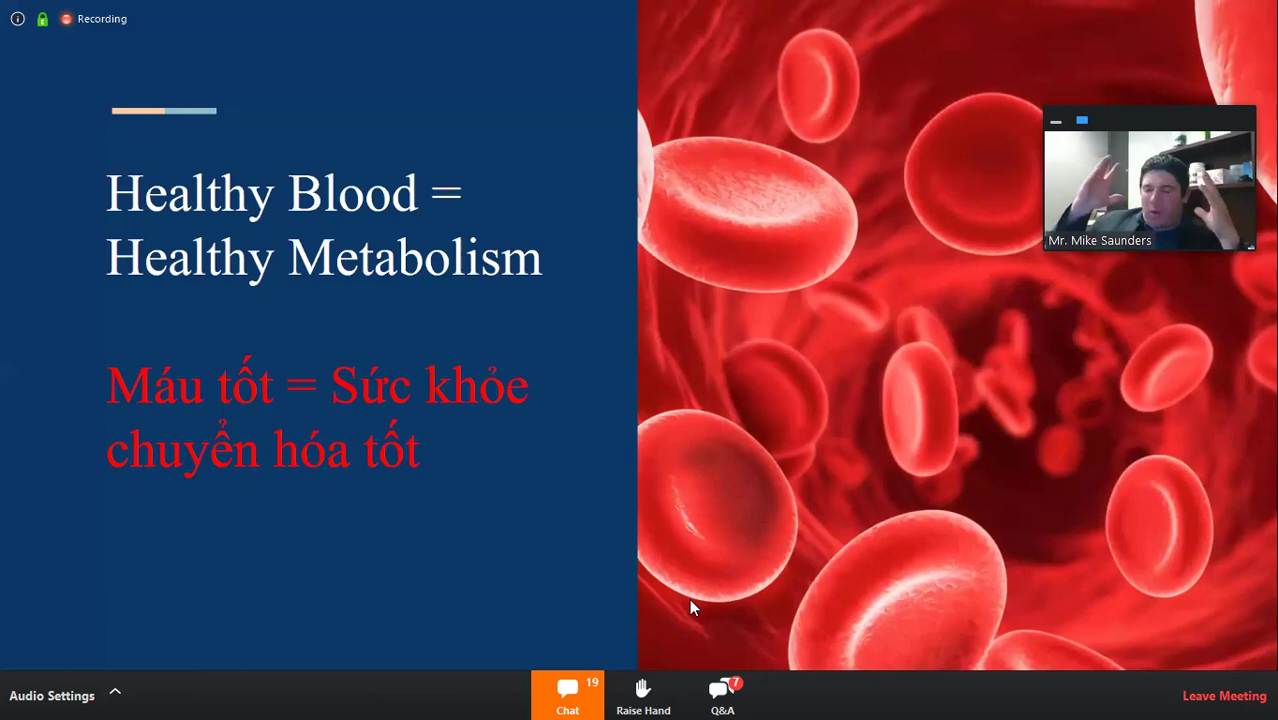 Recording
Healthy Blood =
Healthy Metabolism
Máu tốt = Sức khỏe
chuyển hóa tốt
Mr. Mike Saunders
Audio Settings
19
Chat
Raise Hand
7
Q&A
Leave Meeting